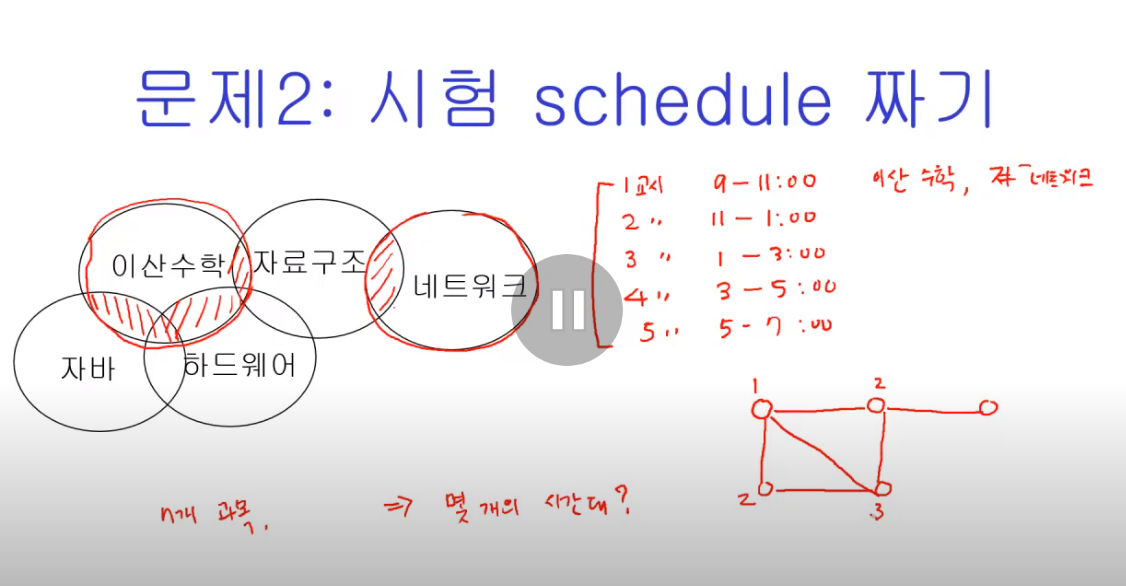 문제2: 시험 schedule 짜기
1교시 9-11:00 이산수학, 네트워크
2 〃 11-1:00
3 〃 1-3:00
4 〃 3-5:00
5 〃 5-7:00
이산수학 자료구조 네트워크
자바 하드웨어
1 2
2 3
n개 과목, ⇒ 몇 개의 시간대?